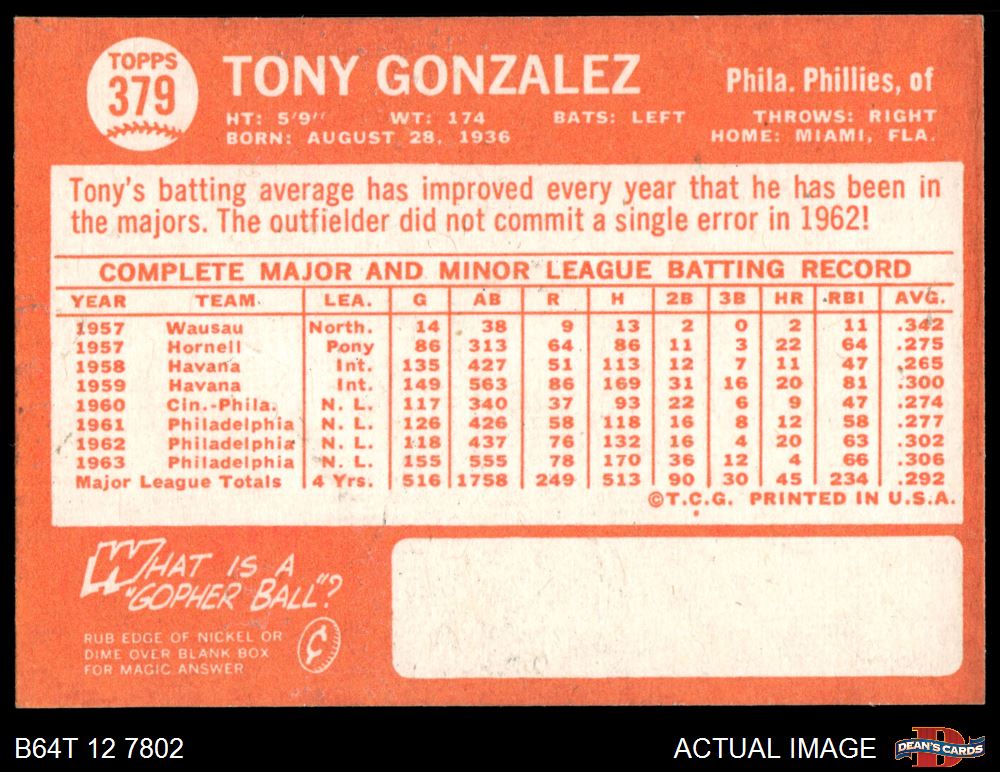 TOPPS
379
TONY GONZALEZ
Phila. Phillies, of
HT: 5'9" WT: 174 BATS: LEFT THROWS: RIGHT
BORN: AUGUST 28, 1936 HOME: MIAMI, FLA.
Tony's batting average has improved every year that he has been in
the majors. The outfielder did not commit a single error in 1962!
COMPLETE MAJOR AND MINOR LEAGUE BATTING RECORD
YEAR TEAM LEA. G AB R H 2B 3B HR RBI AVG.
1957 Wausau North. 14 38 9 13 2 0 2 11 .342
1957 Hornell Pony 86 313 64 86 11 3 22 64 .275
1958 Havana Int. 135 427 51 113 12 7 11 47 .265
1959 Havana Int. 149 563 86 169 31 16 20 81 .300
1960 Cin.-Phila. N. L. 117 340 37 93 22 6 9 47 .274
1961 Philadelphia N. L. 126 426 58 118 16 8 12 58 .277
1962 Philadelphia N. L. 118 437 76 132 16 4 20 63 .302
1963 Philadelphia N. L. 155 555 78 170 36 12 4 66 .306
Major League Totals 4 Yrs. 516 1758 249 513 90 30 45 234 .292
©T.C.G. PRINTED IN U.S.A.
WHAT IS A
"GOPHER BALL"?
RUB EDGE OF NICKEL OR
DIME OVER BLANK BOX
FOR MAGIC ANSWER
¢
B64T 12 7802
ACTUAL IMAGE
D
DEAN'S CARDS